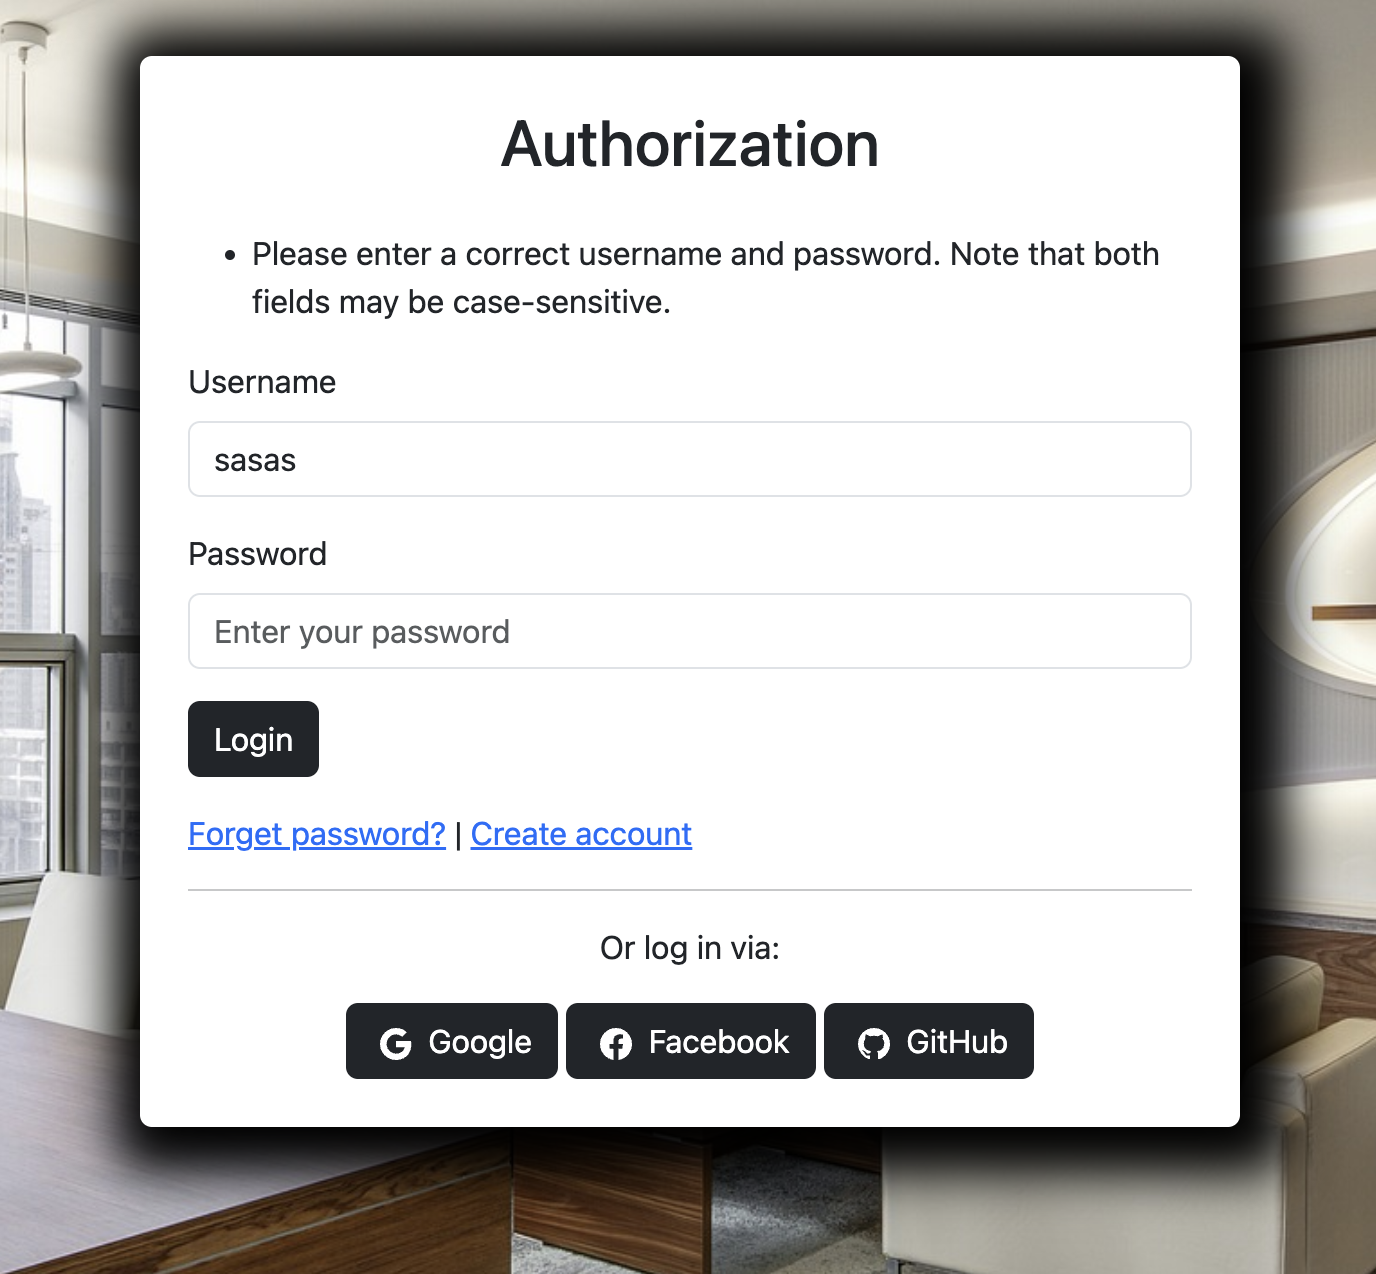 Authorization
Please enter a correct username and password. Note that both
fields may be case-sensitive.
Username
sasas
Password
Enter your password
Login
Forget password? | Create account
Or log in via:
Google Facebook GitHub